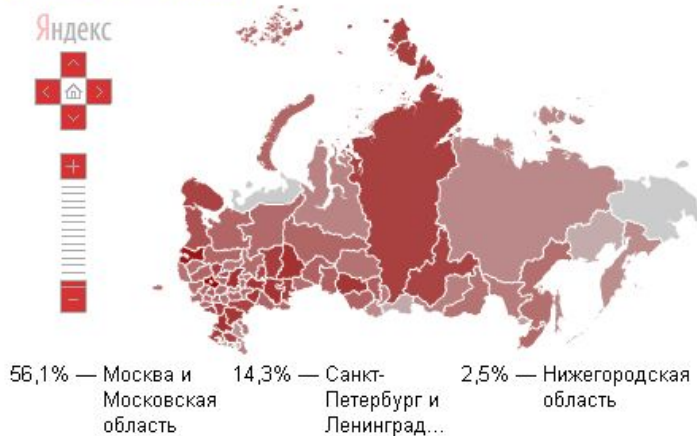 Яндекс
56,1% — Москва и
Московская
область
14,3% — Санкт-
Петербург и
Ленинград...
2,5% — Нижегородская
область